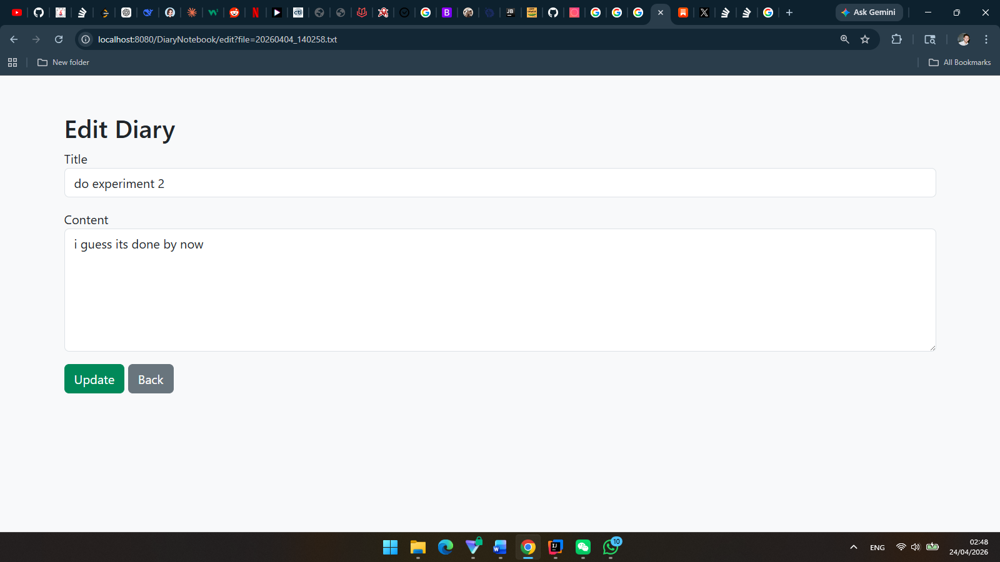 Ask Gemini
localhost:8080/DiaryNotebook/edit?file=20260404_140258.txt
New folder
All Bookmarks
Edit Diary
Title
do experiment 2
Content
i guess its done by now
Update Back
10
ENG
02:48
24/04/2026